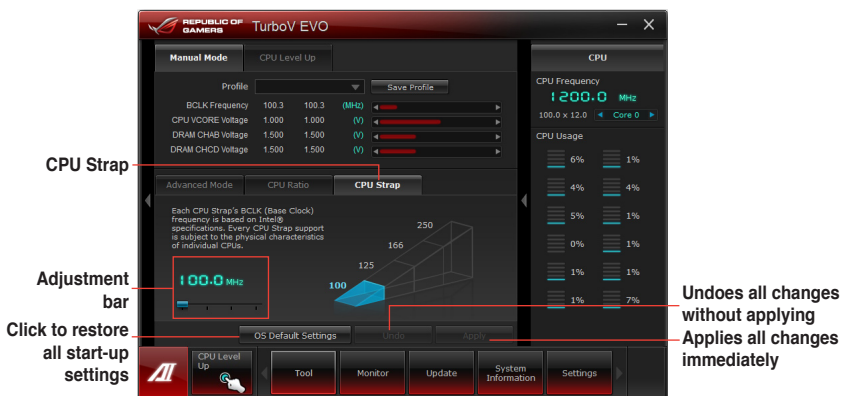 REPUBLIC OF
GAMERS
TurboV EVO
Manual Mode
CPU Level Up
Profile
Save Profile
BCLK Frequency 100.3 100.3 (MHz)
CPU VCORE Voltage 1.000 1.000 (V)
DRAM CHAB Voltage 1.500 1.500 (V)
DRAM CHCD Voltage 1.500 1.500 (V)
CPU
CPU Frequency
1200.0 MHz
100.0 x 12.0 Core 0
CPU Usage
6% 1%
4% 4%
5% 1%
0% 1%
1% 1%
1% 7%
CPU Strap
Advanced Mode
CPU Ratio
CPU Strap
Each CPU Strap's BCLK (Base Clock)
frequency is based on Intel®
specifications. Every CPU Strap support
is subject to the physical characteristics
of individual CPUs.
250
166
125
100
Adjustment
bar
100.0 MHz
Click to restore
all start-up
settings
OS Default Settings
Undo
Apply
Undoes all changes
without applying
Applies all changes
immediately
CPU Level
Up
Tool
Monitor
Update
System
Information
Settings